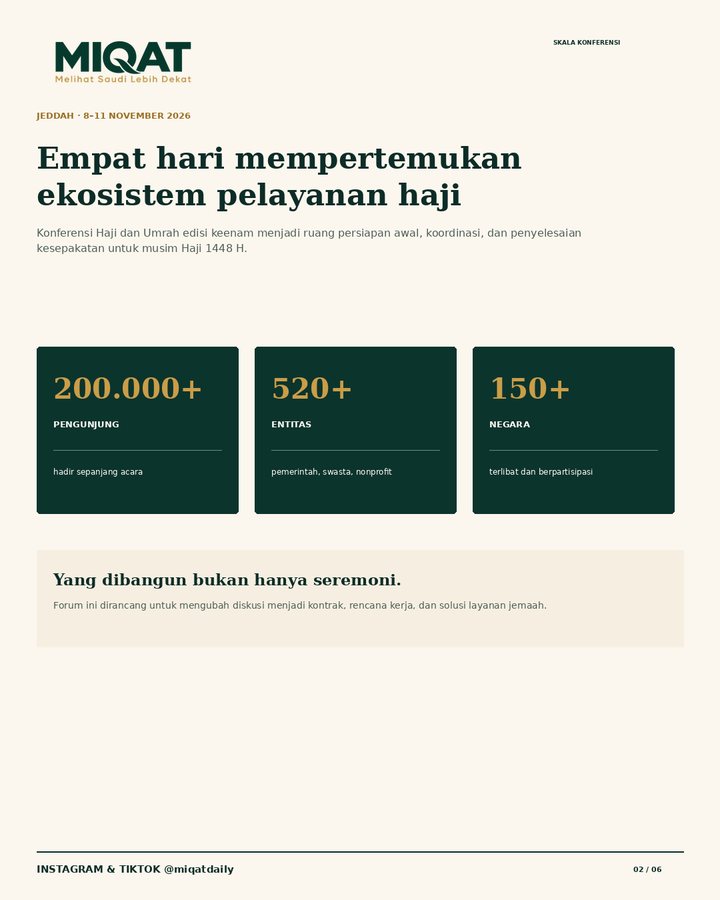 MIQAT
Melihat Saudi Lebih Dekat
SKALA KONFERENSI
JEDDAH · 8–11 NOVEMBER 2026
Empat hari mempertemukan
ekosistem pelayanan haji
Konferensi Haji dan Umrah edisi keenam menjadi ruang persiapan awal, koordinasi, dan penyelesaian
kesepakatan untuk musim Haji 1448 H.
200.000+
PENGUNJUNG
hadir sepanjang acara
520+
ENTITAS
pemerintah, swasta, nonprofit
150+
NEGARA
terlibat dan berpartisipasi
Yang dibangun bukan hanya seremoni.
Forum ini dirancang untuk mengubah diskusi menjadi kontrak, rencana kerja, dan solusi layanan jemaah.
INSTAGRAM & TIKTOK @miqatdaily
02 / 06